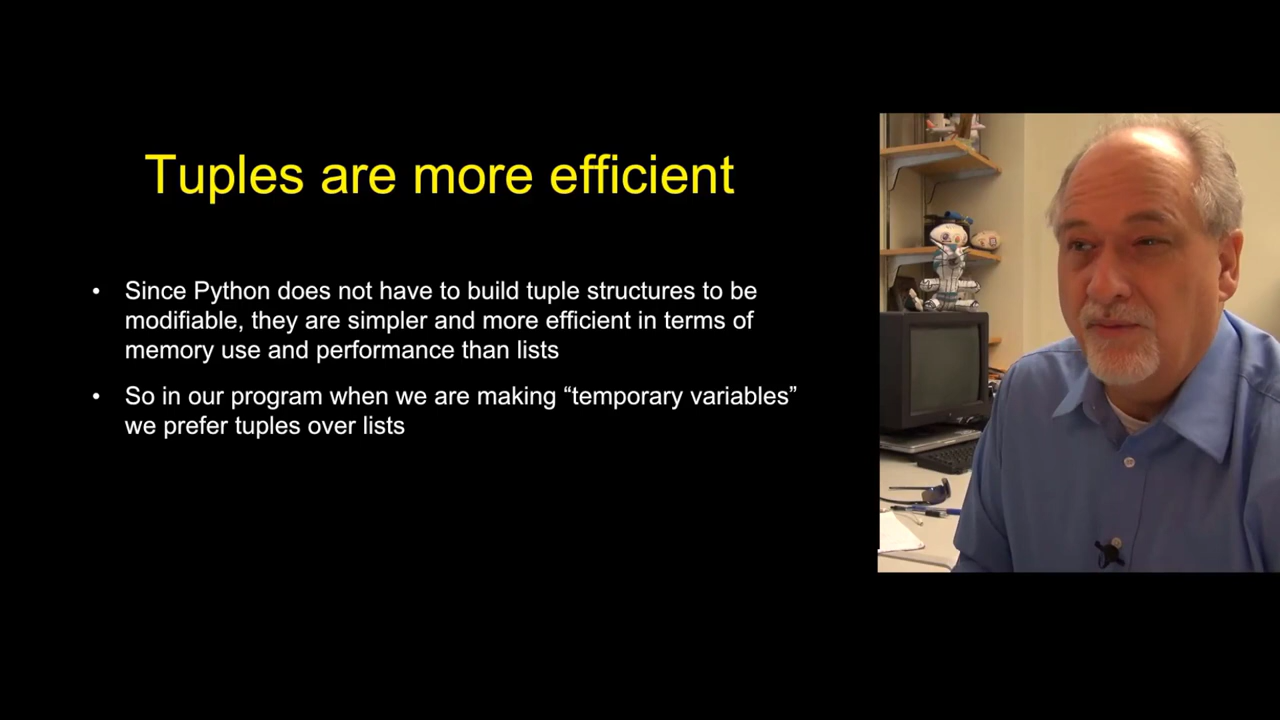 Tuples are more efficient
• Since Python does not have to build tuple structures to be
modifiable, they are simpler and more efficient in terms of
memory use and performance than lists
• So in our program when we are making “temporary variables”
we prefer tuples over lists